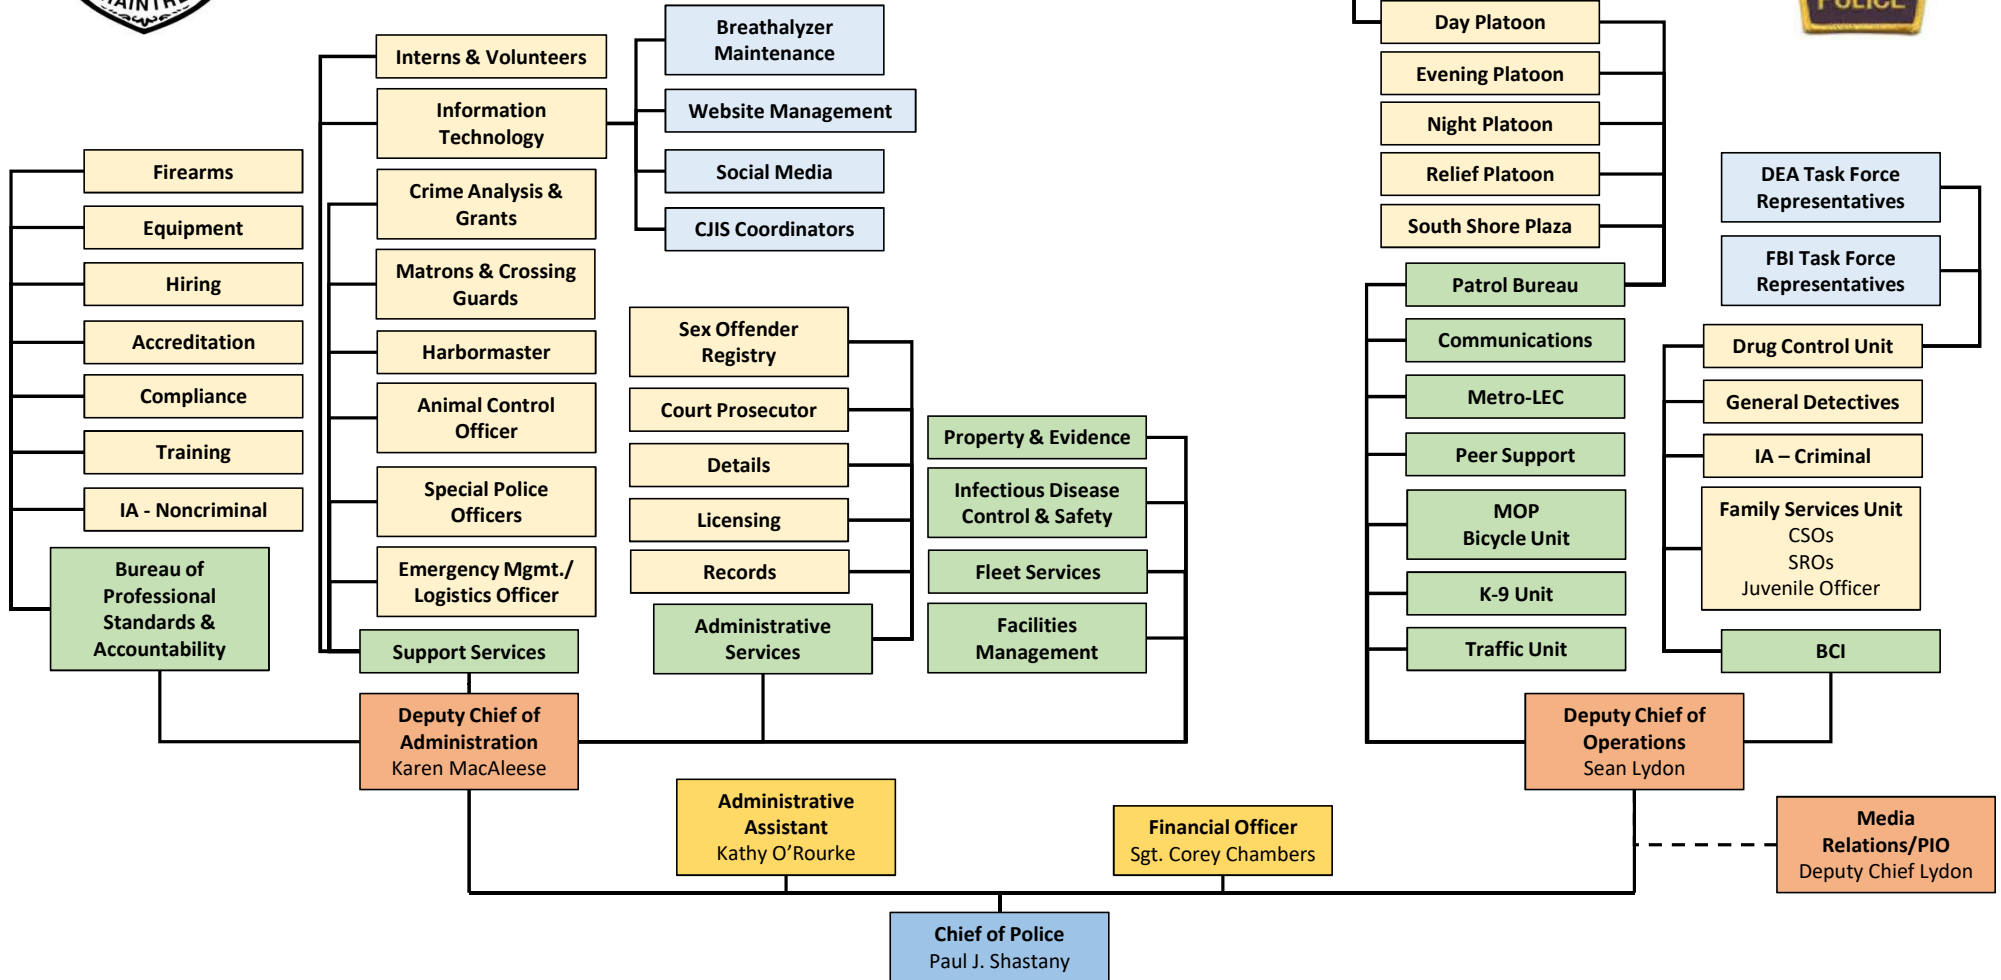 POLICE
Interns & Volunteers
Information
Technology
Crime Analysis &
Grants
Matrons & Crossing
Guards
Harbormaster
Animal Control
Officer
Special Police
Officers
Emergency Mgmt./
Logistics Officer
Support Services
Breathalyzer
Maintenance
Website Management
Social Media
CJIS Coordinators
Firearms
Equipment
Hiring
Accreditation
Compliance
Training
IA - Noncriminal
Bureau of
Professional
Standards &
Accountability
Sex Offender
Registry
Court Prosecutor
Details
Licensing
Records
Administrative
Services
Property & Evidence
Infectious Disease
Control & Safety
Fleet Services
Facilities
Management
Day Platoon
Evening Platoon
Night Platoon
Relief Platoon
South Shore Plaza
Patrol Bureau
Communications
Metro-LEC
Peer Support
MOP
Bicycle Unit
K-9 Unit
Traffic Unit
DEA Task Force
Representatives
FBI Task Force
Representatives
Drug Control Unit
General Detectives
IA – Criminal
Family Services Unit
CSOs
SROs
Juvenile Officer
BCI
Deputy Chief of
Administration
Karen MacAleese
Deputy Chief of
Operations
Sean Lydon
Administrative
Assistant
Kathy O’Rourke
Financial Officer
Sgt. Corey Chambers
Media
Relations/PIO
Deputy Chief Lydon
Chief of Police
Paul J. Shastany